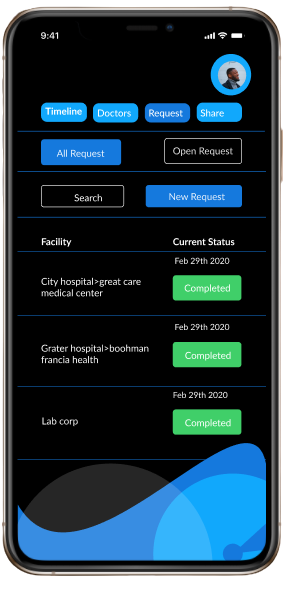 9:41
Timeline Doctors Request Share
All Request Open Request
Search New Request
Facility Current Status
Feb 29th 2020
City hospital>great care
medical center
Completed
Feb 29th 2020
Grater hospital>boohman
francia health
Completed
Feb 29th 2020
Lab corp Completed